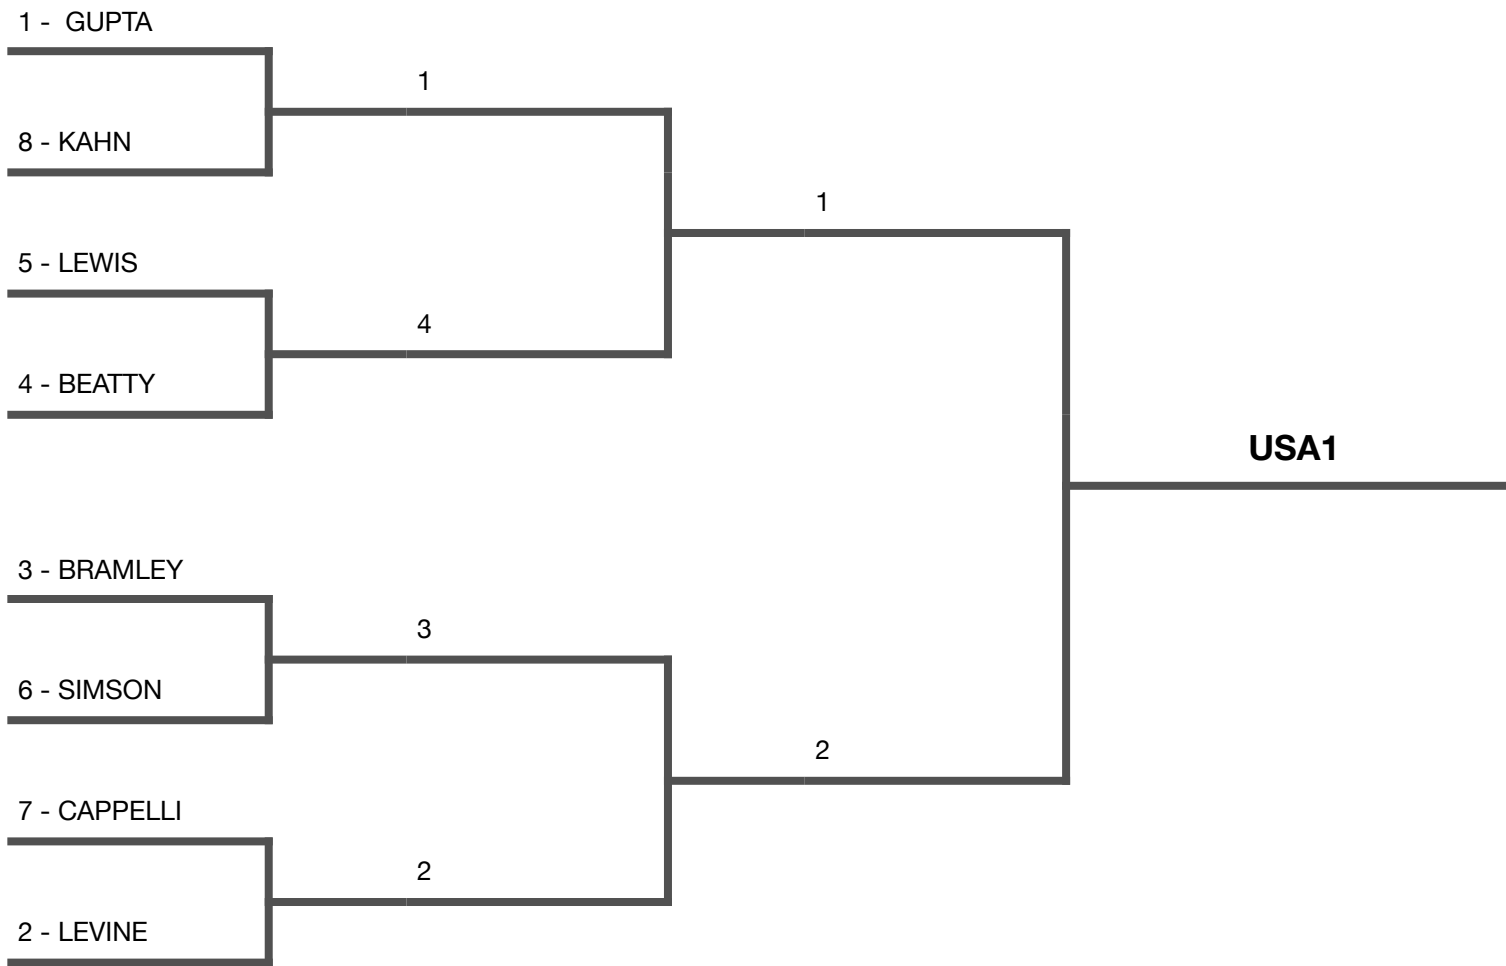 1 - GUPTA
1
8 - KAHN
1
5 - LEWIS
4
4 - BEATTY
USA1
3 - BRAMLEY
3
6 - SIMSON
2
7 - CAPPELLI
2
2 - LEVINE